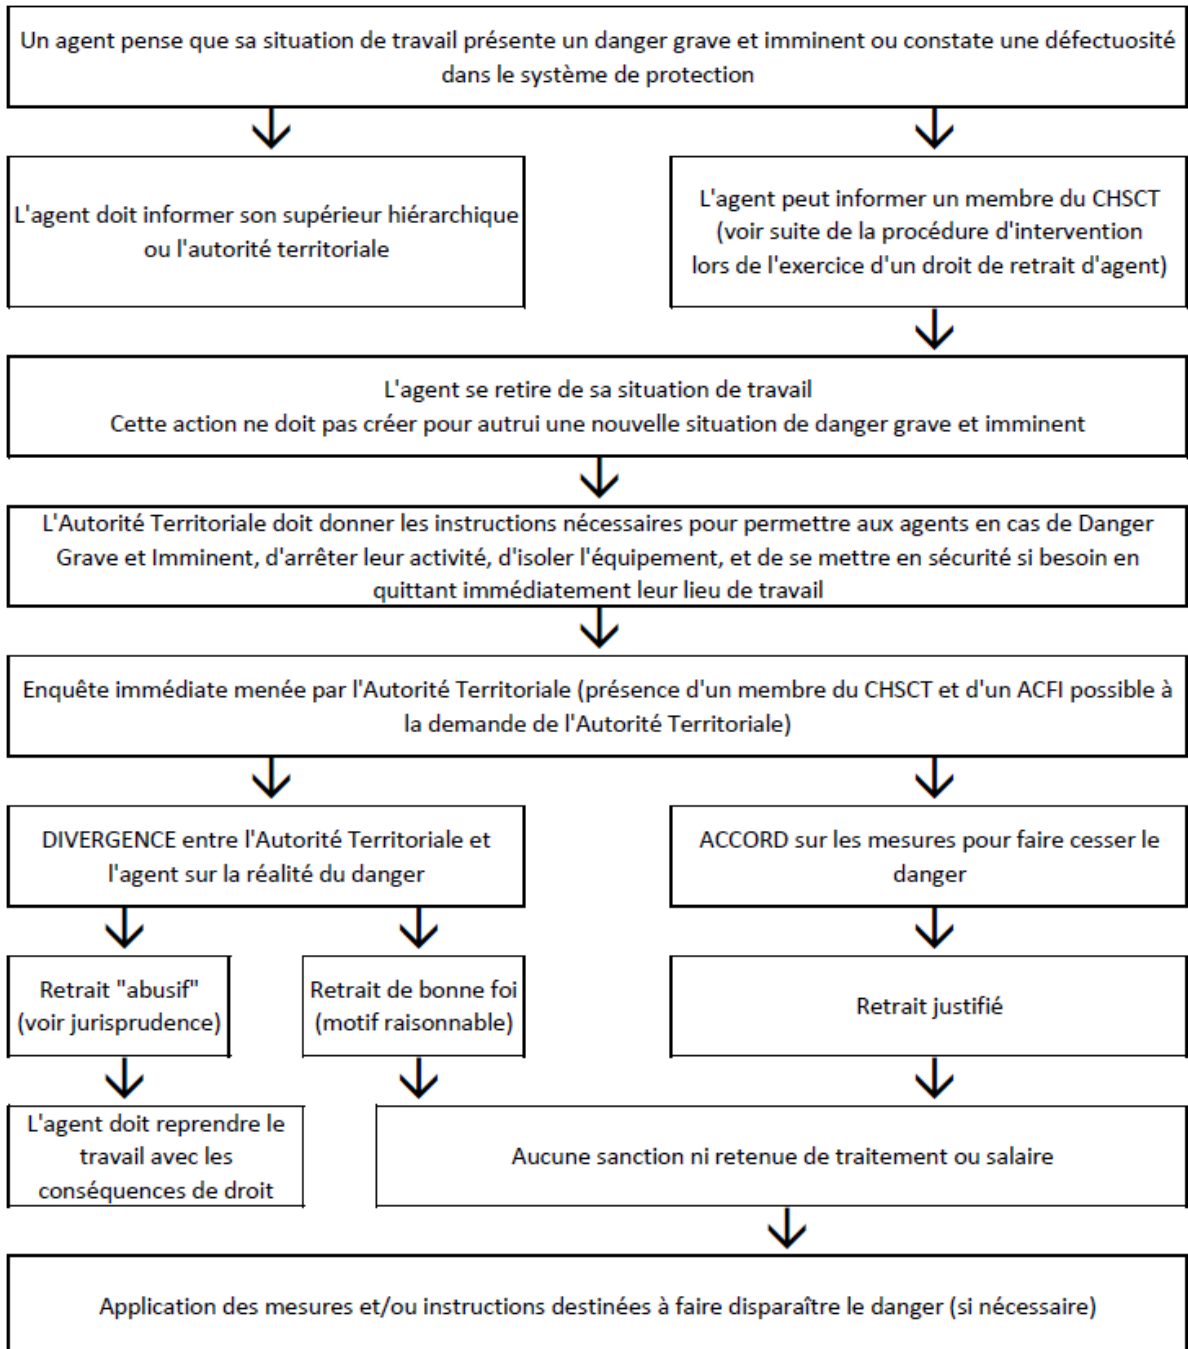 Un agent pense que sa situation de travail présente un danger grave et imminent ou constate une défectuosité
dans le système de protection
L'agent doit informer son supérieur hiérarchique
ou l'autorité territoriale
L'agent peut informer un membre du CHSCT
(voir suite de la procédure d'intervention
lors de l'exercice d'un droit de retrait d'agent)
L'agent se retire de sa situation de travail
Cette action ne doit pas créer pour autrui une nouvelle situation de danger grave et imminent
L'Autorité Territoriale doit donner les instructions nécessaires pour permettre aux agents en cas de Danger
Grave et Imminent, d'arrêter leur activité, d'isoler l'équipement, et de se mettre en sécurité si besoin en
quittant immédiatement leur lieu de travail
Enquête immédiate menée par l'Autorité Territoriale (présence d'un membre du CHSCT et d'un ACFI possible à
la demande de l'Autorité Territoriale)
DIVERGENCE entre l'Autorité Territoriale et
l'agent sur la réalité du danger
ACCORD sur les mesures pour faire cesser le
danger
Retrait "abusif"
(voir jurisprudence)
Retrait de bonne foi
(motif raisonnable)
Retrait justifié
L'agent doit reprendre le
travail avec les
conséquences de droit
Aucune sanction ni retenue de traitement ou salaire
Application des mesures et/ou instructions destinées à faire disparaître le danger (si nécessaire)